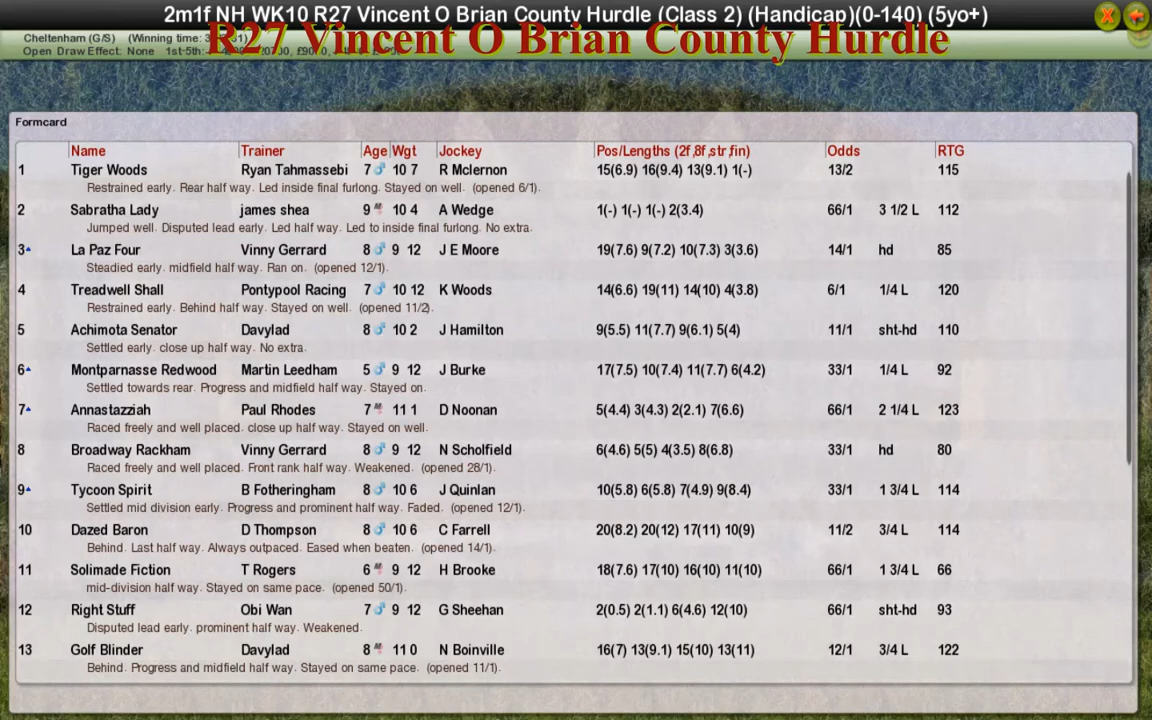 2m1f NH WK10 R27 Vincent O Brian County Hurdle (Class 2) (Handicap)(0-140) (5yo+)
R27 Vincent O Brian County Hurdle
Cheltenham (G/S) (Winning time:
Open Draw Effect: None 1st-5th:
Formcard
Name Trainer Age Wgt Jockey Pos/Lengths (2f,8f,str,fin) Odds RTG
1 Tiger Woods Ryan Tahmassebi 7 10 7 R Mclernon 15(6.9) 16(9.4) 13(9.1) 1(-) 13/2 115
Restrained early. Rear half way. Led inside final furlong. Stayed on well. (opened 6/1).
2 Sabratha Lady james shea 9 10 4 A Wedge 1(-) 1(-) 1(-) 2(3.4) 66/1 3 1/2 L 112
Jumped well. Disputed lead early. Led half way. Led to inside final furlong. No extra.
3 La Paz Four Vinny Gerrard 8 9 12 J E Moore 19(7.6) 9(7.2) 10(7.3) 3(3.6) 14/1 hd 85
Steadied early. midfield half way. Ran on. (opened 12/1).
4 Treadwell Shall Pontypool Racing 7 10 12 K Woods 14(6.6) 19(11) 14(10) 4(3.8) 6/1 1/4 L 120
Restrained early. Behind half way. Stayed on well. (opened 11/2).
5 Achimota Senator Davylad 8 10 2 J Hamilton 9(5.5) 11(7.7) 9(6.1) 5(4) 11/1 sht-hd 110
Settled early. close up half way. No extra.
6 Montparnasse Redwood Martin Leedham 5 9 12 J Burke 17(7.5) 10(7.4) 11(7.7) 6(4.2) 33/1 1/4 L 92
Settled towards rear. Progress and midfield half way. Stayed on.
7 Annastazziah Paul Rhodes 7 11 1 D Noonan 5(4.4) 3(4.3) 2(2.1) 7(6.6) 66/1 2 1/4 L 123
Raced freely and well placed. close up half way. Stayed on well.
8 Broadway Rackham Vinny Gerrard 8 9 12 N Scholfield 6(4.6) 5(5) 4(3.5) 8(6.8) 33/1 hd 80
Raced freely and well placed. Front rank half way. Weakened. (opened 28/1).
9 Tycoon Spirit B Fotheringham 8 10 6 J Quinlan 10(5.8) 6(5.8) 7(4.9) 9(8.4) 33/1 1 3/4 L 114
Settled mid division early. Progress and prominent half way. Faded. (opened 12/1).
10 Dazed Baron D Thompson 8 10 6 C Farrell 20(8.2) 20(12) 17(11) 10(9) 11/2 3/4 L 114
Behind. Last half way. Always outpaced. Eased when beaten. (opened 14/1).
11 Solimade Fiction T Rogers 6 9 12 H Brooke 18(7.6) 17(10) 16(10) 11(10) 66/1 1 3/4 L 66
mid-division half way. Stayed on same pace. (opened 50/1).
12 Right Stuff Obi Wan 7 9 12 G Sheehan 2(0.5) 2(1.1) 6(4.6) 12(10) 66/1 sht-hd 93
Disputed lead early. prominent half way. Weakened.
13 Golf Blinder Davylad 8 11 0 N Boinville 16(7) 13(9.1) 15(10) 13(11) 12/1 3/4 L 122
Behind. Progress and midfield half way. Stayed on same pace. (opened 11/1).